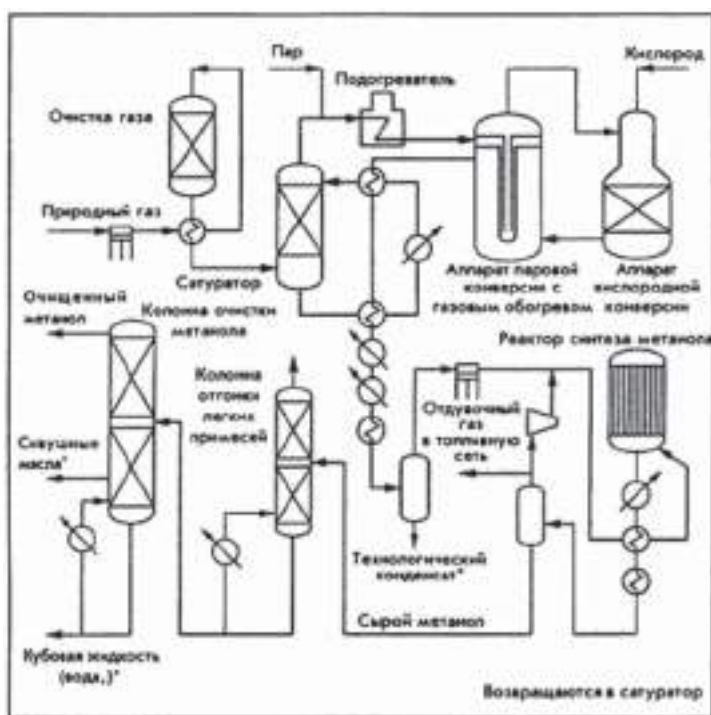 Пар
Кислород
Подогреватель
Очистка газа
Природный газ
Сатуратор
Аппарат паровой
конверсии с
газовым обогревом
Аппарат
кислородной
конверсии
Очищенный
метанол
Колонна очистки
метанола
Реактор синтеза метанола
Колонна
отгонки
легких
примесей
Отдувочный
газ
в топливную
сеть
Сивушные
масла*
Технологический
конденсат*
Сырой метанол
Кубовая жидкость
(вода,)*
Возвращаются в сатуратор